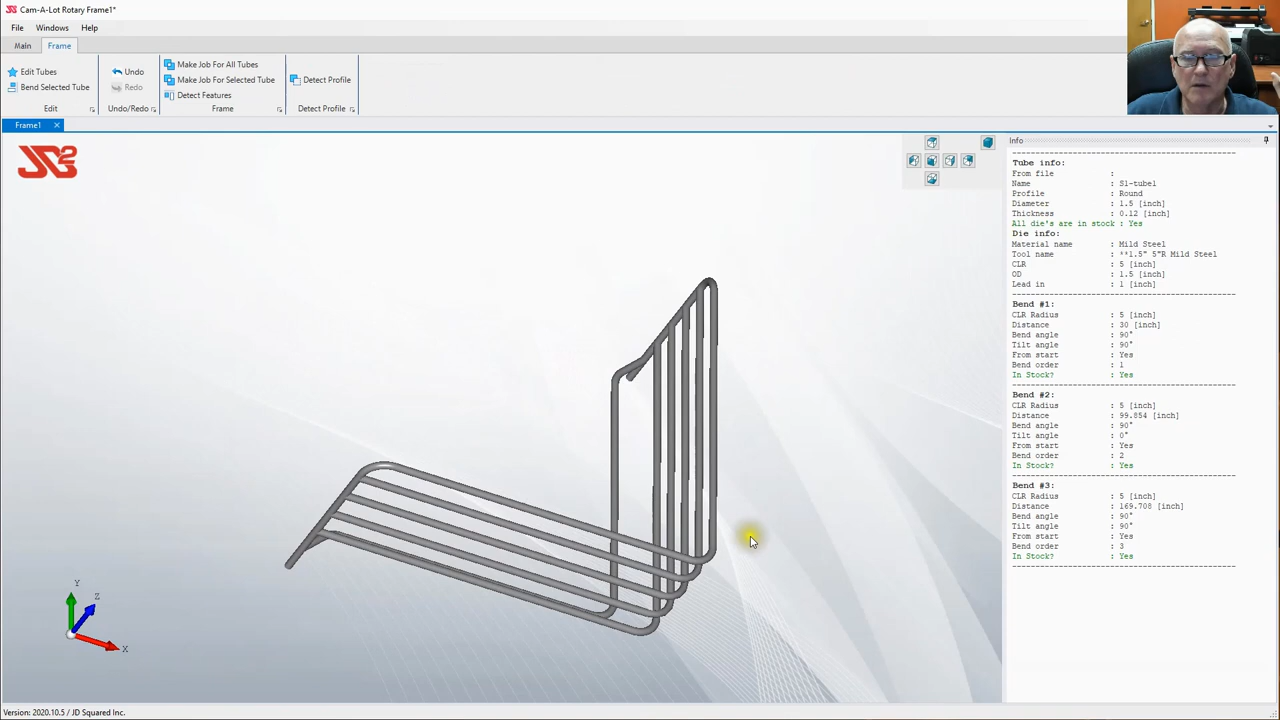 Cam-A-Lot Rotary Frame1*
File Windows Help
Main Frame
Edit Tubes
Bend Selected Tube
Edit
Undo
Redo
Undo/Redo
Make Job For All Tubes
Make Job For Selected Tube
Detect Features
Frame
Detect Profile
Detect Profile
Frame1
JD2
Y
Z
X
Info
Tube info:
From file :
Name : S1-tube1
Profile : Round
Diameter : 1.5 [inch]
Thickness : 0.12 [inch]
All die's are in stock : Yes
Die info:
Material name : Mild Steel
Tool name : **1.5" 5"R Mild Steel
CLR : 5 [inch]
OD : 1.5 [inch]
Lead in : 1 [inch]
Bend #1:
CLR Radius : 5 [inch]
Distance : 30 [inch]
Bend angle : 90°
Tilt angle : 90°
From start : Yes
Bend order : 1
In Stock? : Yes
Bend #2:
CLR Radius : 5 [inch]
Distance : 99.854 [inch]
Bend angle : 90°
Tilt angle : 0°
From start : Yes
Bend order : 2
In Stock? : Yes
Bend #3:
CLR Radius : 5 [inch]
Distance : 169.708 [inch]
Bend angle : 90°
Tilt angle : 90°
From start : Yes
Bend order : 3
In Stock? : Yes
Version: 2020.10.5 / JD Squared Inc.